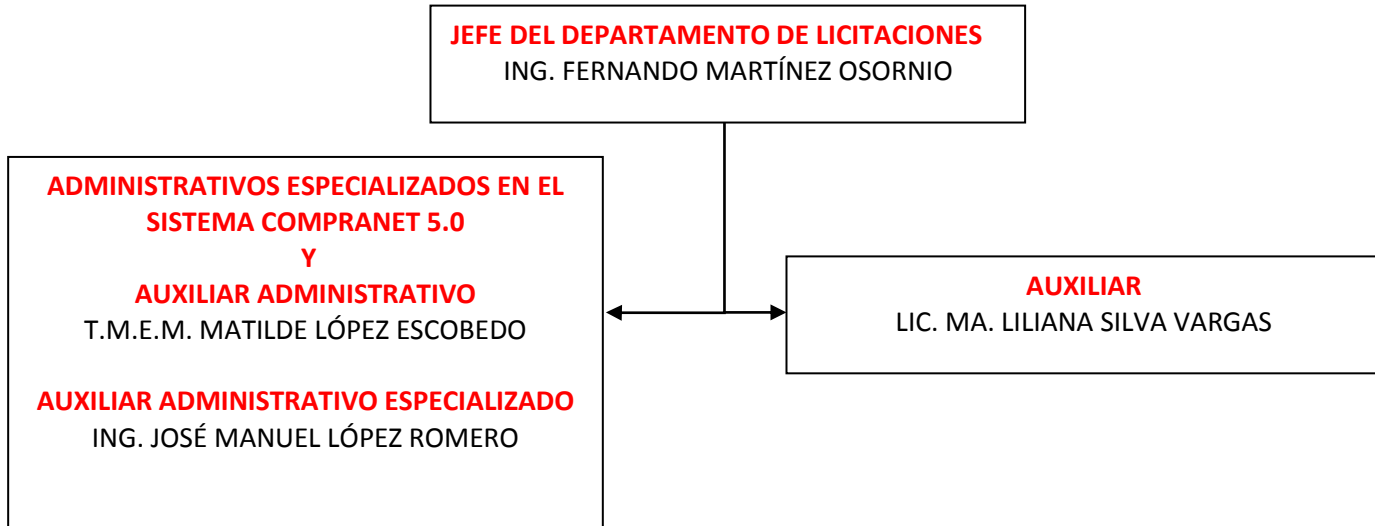 JEFE DEL DEPARTAMENTO DE LICITACIONES
ING. FERNANDO MARTÍNEZ OSORNIO
ADMINISTRATIVOS ESPECIALIZADOS EN EL
SISTEMA COMPRANET 5.0
Y
AUXILIAR ADMINISTRATIVO
T.M.E.M. MATILDE LÓPEZ ESCOBEDO
AUXILIAR ADMINISTRATIVO ESPECIALIZADO
ING. JOSÉ MANUEL LÓPEZ ROMERO
AUXILIAR
LIC. MA. LILIANA SILVA VARGAS